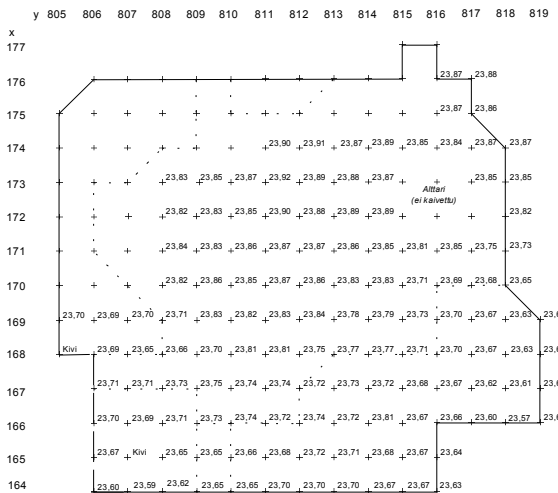 y 805 806 807 808 809 810 811 812 813 814 815 816 817 818 819
x
177
176 23,87 23,88
175 23,87 23,86
174 23,90 23,91 23,87 23,89 23,85 23,84 23,87 23,87
173 23,83 23,85 23,87 23,92 23,89 23,88 23,87 23,85 23,85
Alttari
(ei kaivettu)
172 23,82 23,83 23,85 23,90 23,88 23,89 23,89 23,82
171 23,84 23,83 23,86 23,87 23,87 23,86 23,85 23,81 23,85 23,75 23,73
170 23,82 23,86 23,85 23,87 23,86 23,83 23,83 23,71 23,69 23,68 23,65
169 23,70 23,69 23,70 23,71 23,83 23,82 23,83 23,84 23,78 23,79 23,73 23,70 23,67 23,63
168 Kivi 23,69 23,65 23,66 23,70 23,81 23,81 23,75 23,77 23,77 23,71 23,70 23,67 23,63
167 23,71 23,71 23,73 23,75 23,74 23,74 23,72 23,73 23,72 23,68 23,67 23,62 23,61
166 23,70 23,69 23,71 23,73 23,74 23,72 23,74 23,72 23,81 23,67 23,66 23,60 23,57
165 23,67 Kivi 23,65 23,65 23,66 23,68 23,72 23,71 23,68 23,67 23,64
164 23,60 23,59 23,62 23,65 23,65 23,70 23,70 23,70 23,67 23,67 23,63